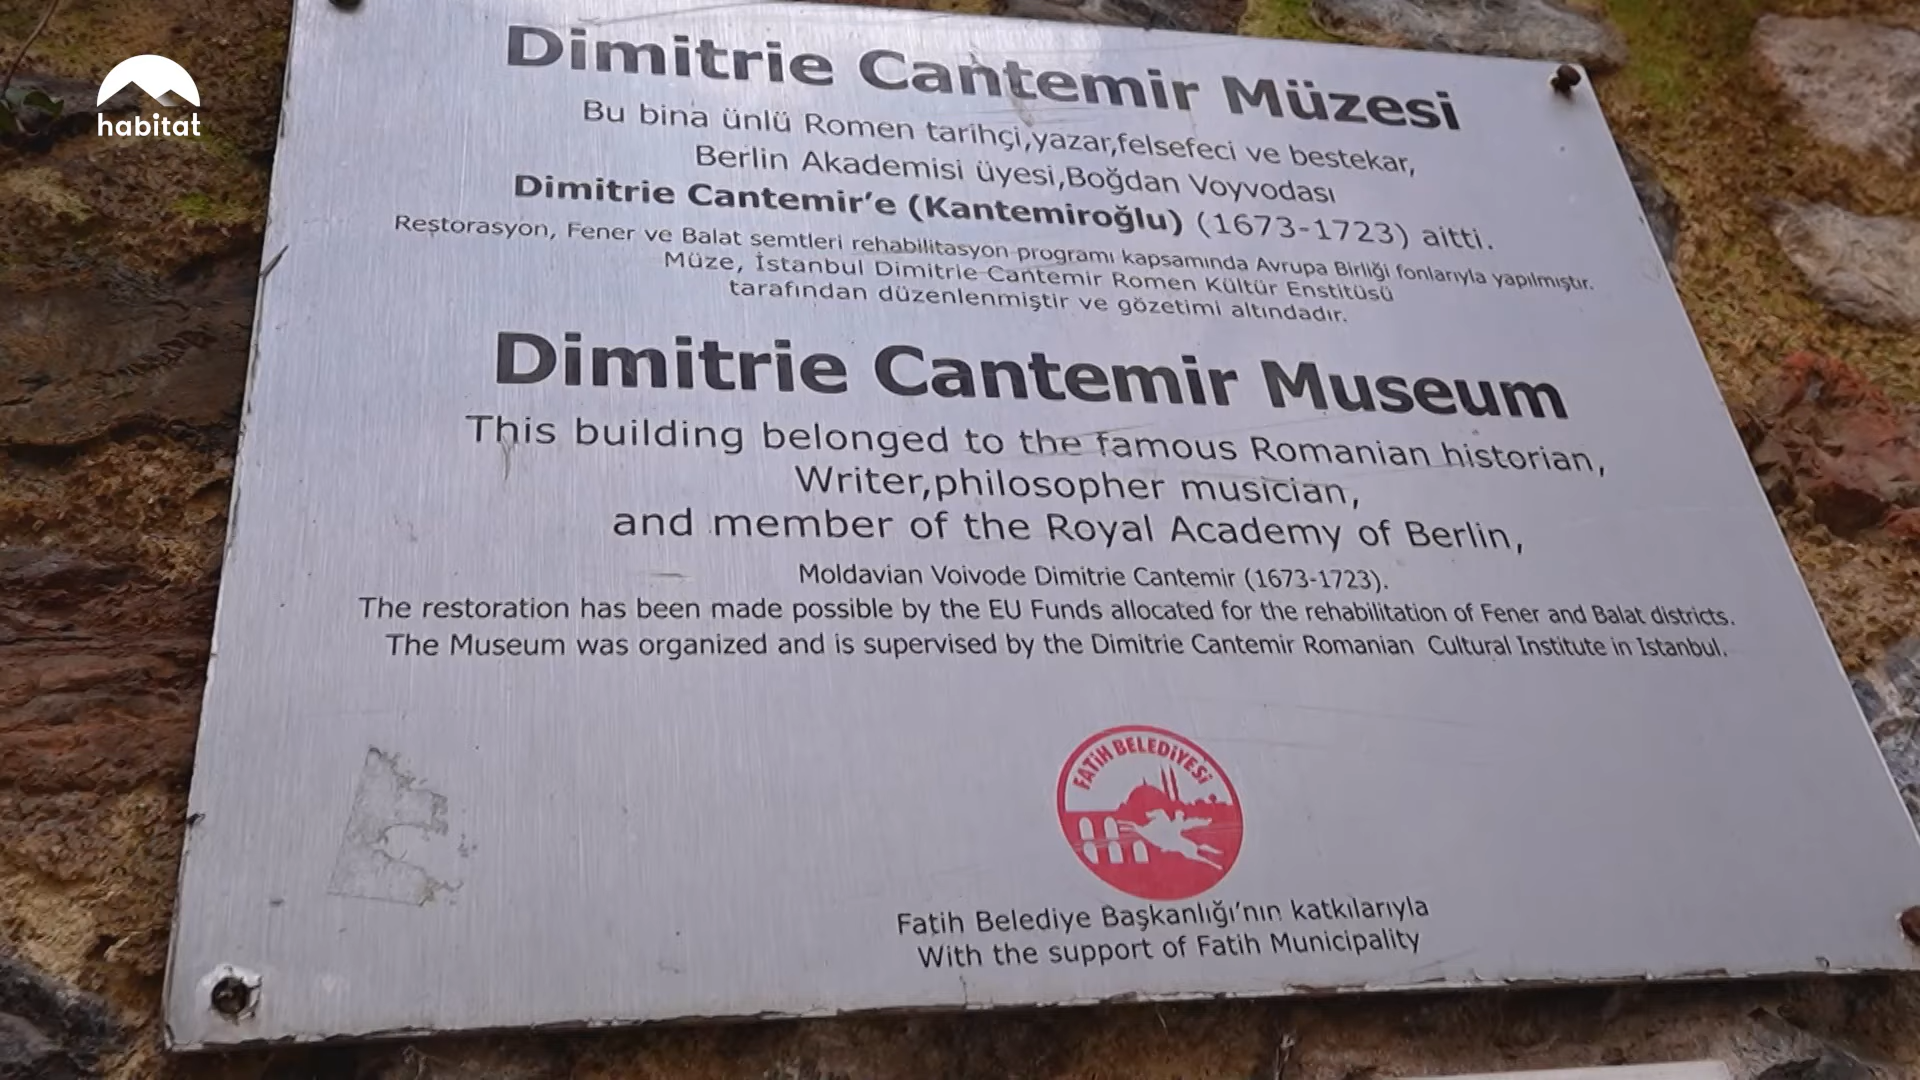 habitat
Dimitrie Cantemir Müzesi
Bu bina ünlü Romen tarihçi,yazar,felsefeci ve bestekar,
Berlin Akademisi üyesi,Boğdan Voyvodası
Dimitrie Cantemir’e (Kantemiroğlu) (1673-1723) aitti.
Restorasyon, Fener ve Balat semtleri rehabilitasyon programı kapsamında Avrupa Birliği fonlarıyla yapılmıştır.
Müze, İstanbul Dimitrie Cantemir Romen Kültür Enstitüsü
tarafından düzenlenmiştir ve gözetimi altındadır.
Dimitrie Cantemir Museum
This building belonged to the famous Romanian historian,
Writer,philosopher musician,
and member of the Royal Academy of Berlin,
Moldavian Voivode Dimitrie Cantemir (1673-1723).
The restoration has been made possible by the EU Funds allocated for the rehabilitation of Fener and Balat districts.
The Museum was organized and is supervised by the Dimitrie Cantemir Romanian Cultural Institute in Istanbul.
FATİH BELEDİYESİ
Fatih Belediye Başkanlığı’nın katkılarıyla
With the support of Fatih Municipality